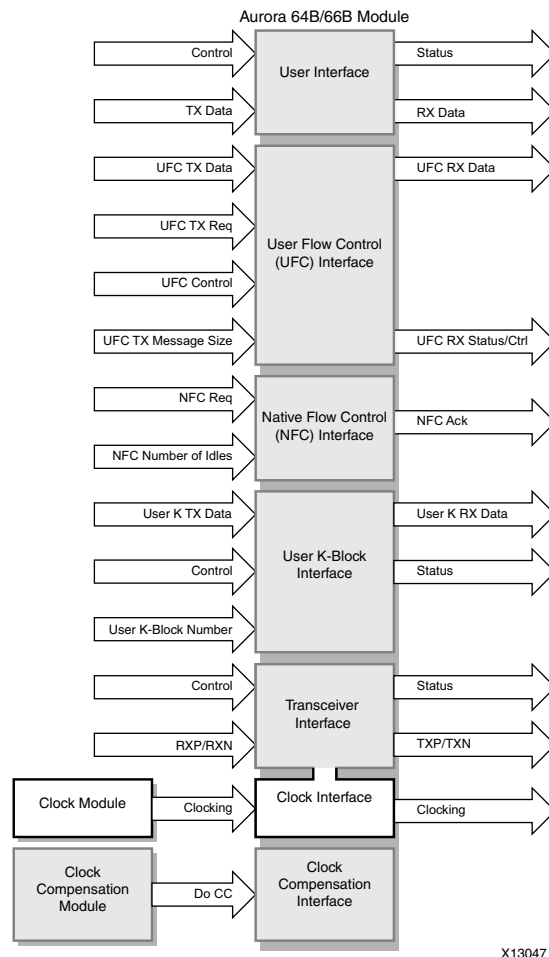 Aurora 64B/66B Module
Control
User Interface
Status
TX Data
RX Data
UFC TX Data
UFC RX Data
UFC TX Req
User Flow Control
(UFC) Interface
UFC Control
UFC TX Message Size
UFC RX Status/Ctrl
NFC Req
Native Flow Control
(NFC) Interface
NFC Ack
NFC Number of Idles
User K TX Data
User K RX Data
User K-Block
Interface
Control
Status
User K-Block Number
Control
Status
Transceiver
Interface
RXP/RXN
TXP/TXN
Clock Module
Clocking
Clock Interface
Clocking
Clock
Compensation
Module
Do CC
Clock
Compensation
Interface
X13047